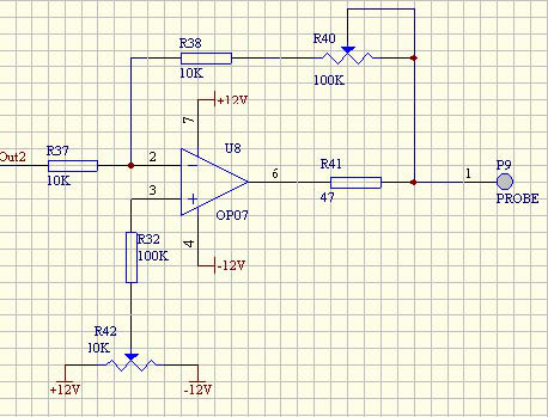 R38
10K
R40
100K
+12V
7
U8
Out2
R37
10K
2
3
6
R41
47
1
P9
PROBE
OP07
4
-12V
R32
100K
R42
10K
+12V
-12V